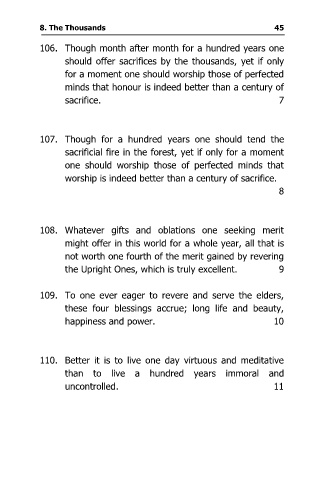 8. The Thousands 45
106. Though month after month for a hundred years one
should offer sacrifices by the thousands, yet if only
for a moment one should worship those of perfected
minds that honour is indeed better than a century of
sacrifice. 7
107. Though for a hundred years one should tend the
sacrificial fire in the forest, yet if only for a moment
one should worship those of perfected minds that
worship is indeed better than a century of sacrifice.
8
108. Whatever gifts and oblations one seeking merit
might offer in this world for a whole year, all that is
not worth one fourth of the merit gained by revering
the Upright Ones, which is truly excellent. 9
109. To one ever eager to revere and serve the elders,
these four blessings accrue; long life and beauty,
happiness and power. 10
110. Better it is to live one day virtuous and meditative
than to live a hundred years immoral and
uncontrolled. 11